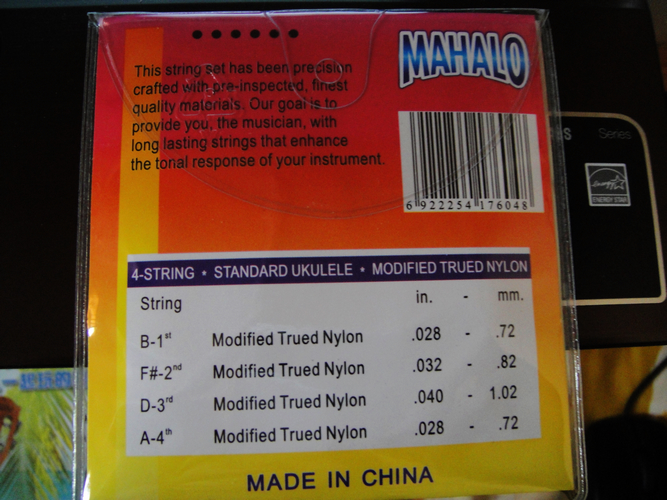 MAHALO
This string set has been precision
crafted with pre-inspected, finest
quality materials. Our goal is to
provide you, the musician, with
long lasting strings that enhance
the tonal response of your instrument.
6 922254 176048
Series
ENERGY STAR
4-STRING * STANDARD UKULELE * MODIFIED TRUED NYLON
String in. - mm.
B-1st Modified Trued Nylon .028 - .72
F#-2nd Modified Trued Nylon .032 - .82
D-3rd Modified Trued Nylon .040 - 1.02
A-4th Modified Trued Nylon .028 - .72
MADE IN CHINA